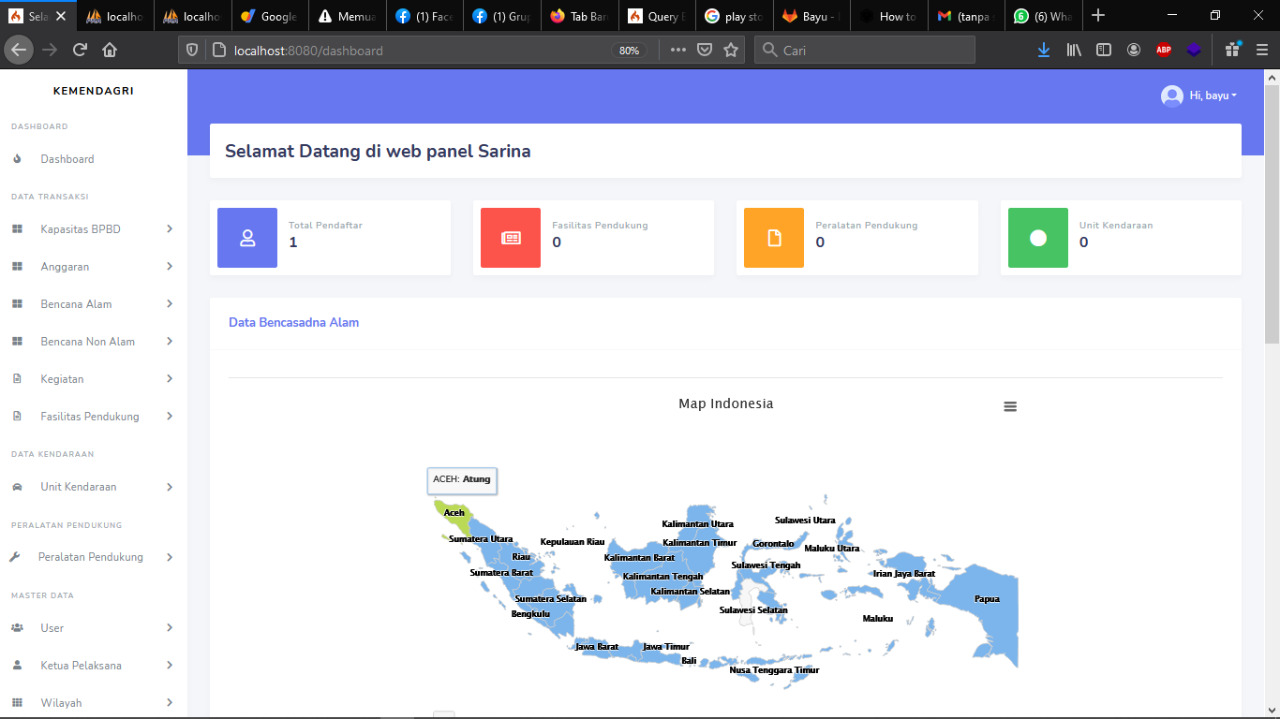 Sela
localho
localho
Google
Memua
(1) Face
(1) Gru
Tab Bar
Query B
play sto
Bayu -
How to
(tanpa
(6) Wha
localhost:8080/dashboard
80%
Cari
ABP
KEMENDAGRI
Hi, bayu
DASHBOARD
Dashboard
DATA TRANSAKSI
Kapasitas BPBD
Anggaran
Bencana Alam
Bencana Non Alam
Kegiatan
Fasilitas Pendukung
DATA KENDARAAN
Unit Kendaraan
PERALATAN PENDUKUNG
Peralatan Pendukung
MASTER DATA
User
Ketua Pelaksana
Wilayah
Selamat Datang di web panel Sarina
Total Pendaftar
1
Fasilitas Pendukung
0
Peralatan Pendukung
0
Unit Kendaraan
0
Data Bencasadna Alam
Map Indonesia
ACEH: Atung
Aceh
Sumatera Utara
Kepulauan Riau
Riau
Sumatera Barat
Sumatera Selatan
Bengkulu
Kalimantan Utara
Kalimantan Timur
Kalimantan Barat
Kalimantan Tengah
Kalimantan Selatan
Sulawesi Utara
Gorontalo
Maluku Utara
Sulawesi Tengah
Irian Jaya Barat
Papua
Sulawesi Selatan
Maluku
Jawa Barat
Jawa Timur
Bali
Nusa Tenggara Timur